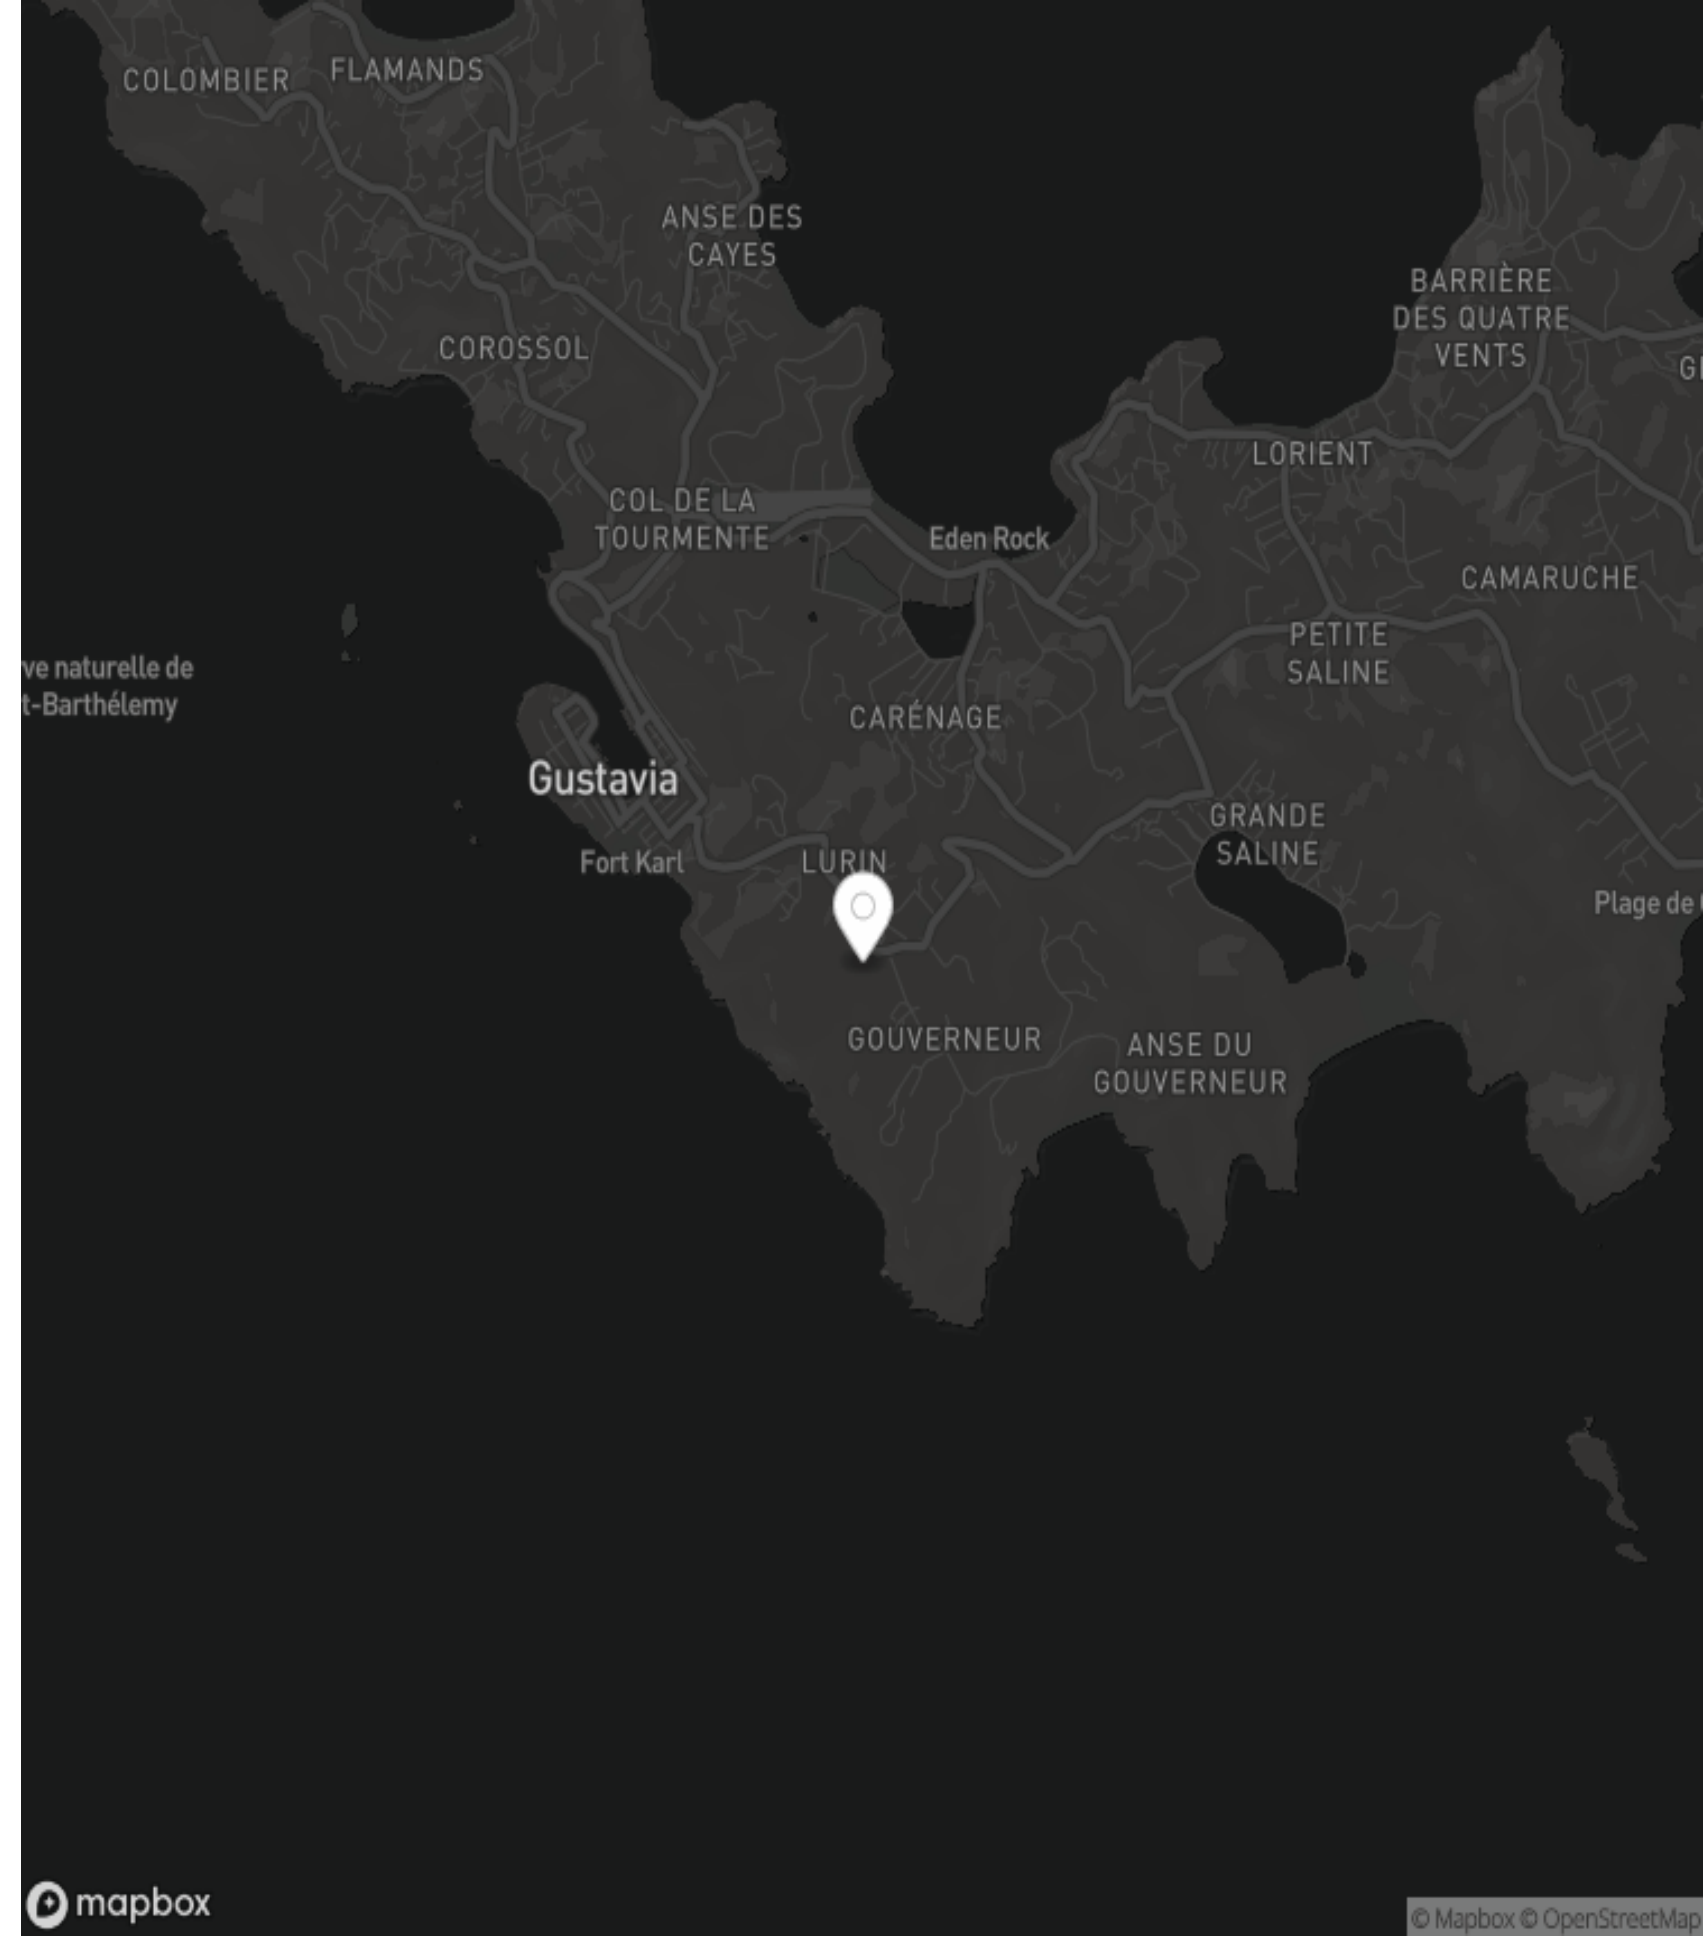 COLOMBIER
FLAMANDS
ANSE DES
CAYES
BARRIÈRE
DES QUATRE
VENTS
COROSSOL
LORIENT
COL DE LA
TOURMENTE
Eden Rock
CAMARUCHE
PETITE
SALINE
ve naturelle de
t-Barthélemy
CARÉNAGE
Gustavia
GRANDE
SALINE
Fort Karl
LURIN
Plage de
GOUVERNEUR
ANSE DU
GOUVERNEUR
mapbox
© Mapbox © OpenStreetMap